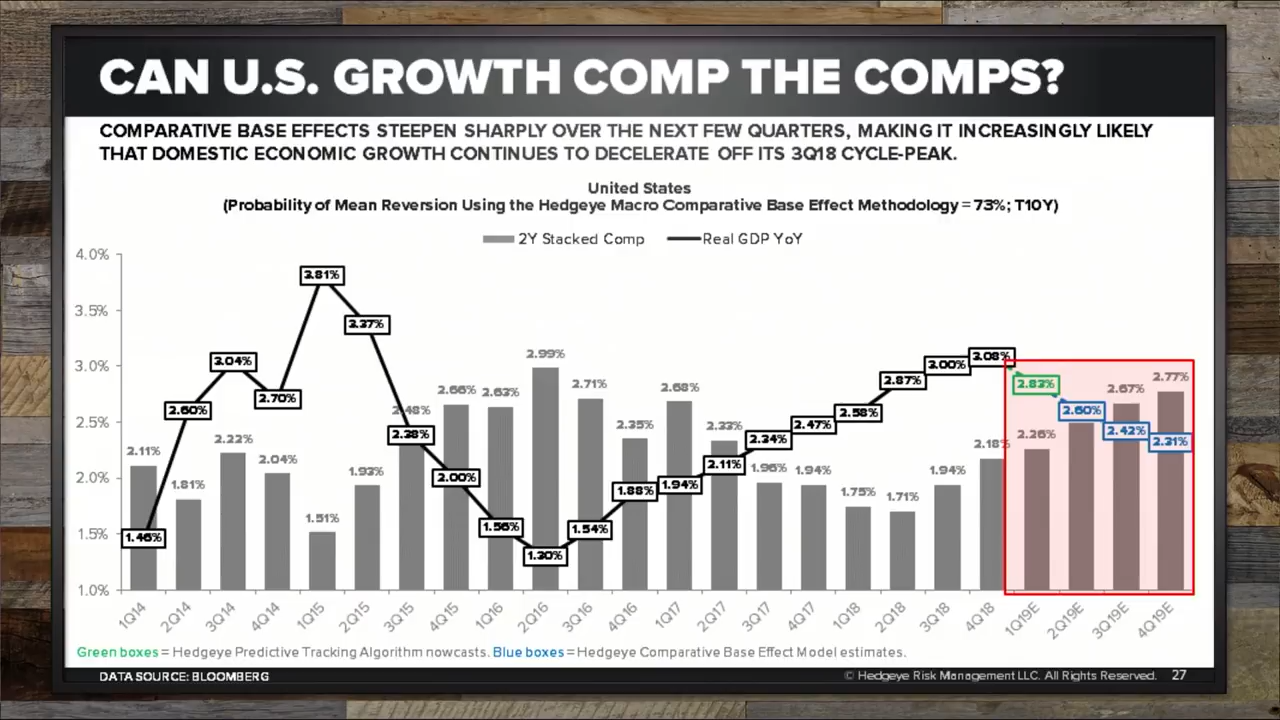 CAN U.S. GROWTH COMP THE COMPS?
COMPARATIVE BASE EFFECTS STEEPEN SHARPLY OVER THE NEXT FEW QUARTERS, MAKING IT INCREASINGLY LIKELY
THAT DOMESTIC ECONOMIC GROWTH CONTINUES TO DECELERATE OFF ITS 3Q18 CYCLE-PEAK.
United States
(Probability of Mean Reversion Using the Hedgeye Macro Comparative Base Effect Methodology = 73%; T10Y)
2Y Stacked Comp Real GDP YoY
4.0%
3.5%
3.0%
2.5%
2.0%
1.5%
1.0%
2.11% 1.81% 2.22% 2.04% 1.51% 1.93% 2.48% 2.66% 2.63% 2.99% 2.71% 2.35% 2.68% 2.33% 1.96% 1.94% 1.75% 1.71% 1.94% 2.18% 2.26% 2.67% 2.77%
1.46% 2.60% 3.04% 2.70% 3.81% 3.37% 2.38% 2.00% 1.56% 1.30% 1.54% 1.88% 1.94% 2.11% 2.34% 2.47% 2.58% 2.87% 3.00% 3.08% 2.83% 2.60% 2.42% 2.31%
1Q14 2Q14 3Q14 4Q14 1Q15 2Q15 3Q15 4Q15 1Q16 2Q16 3Q16 4Q16 1Q17 2Q17 3Q17 4Q17 1Q18 2Q18 3Q18 4Q18 1Q19E 2Q19E 3Q19E 4Q19E
Green boxes = Hedgeye Predictive Tracking Algorithm nowcasts. Blue boxes = Hedgeye Comparative Base Effect Model estimates.
DATA SOURCE: BLOOMBERG
© Hedgeye Risk Management LLC. All Rights Reserved. 27